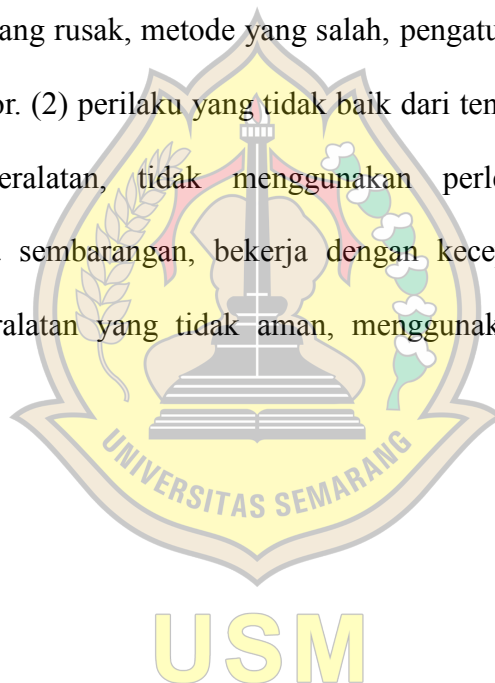 ang rusak, metode yang salah, pengatu
or. (2) perilaku yang tidak baik dari ten
eralatan, tidak menggunakan perl
sembarangan, bekerja dengan kece
ralatan yang tidak aman, menggunak
UNIVERSITAS SEMARANG
USM